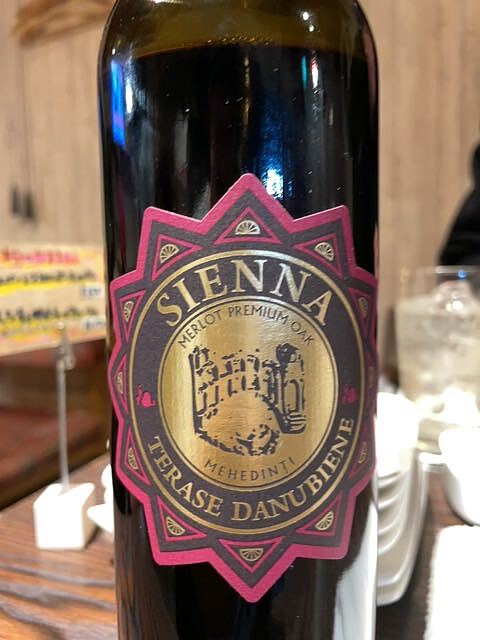 SIENNA
MERLOT PREMIUM OAK
MEHEDINTI
TERASE DANUBIENE